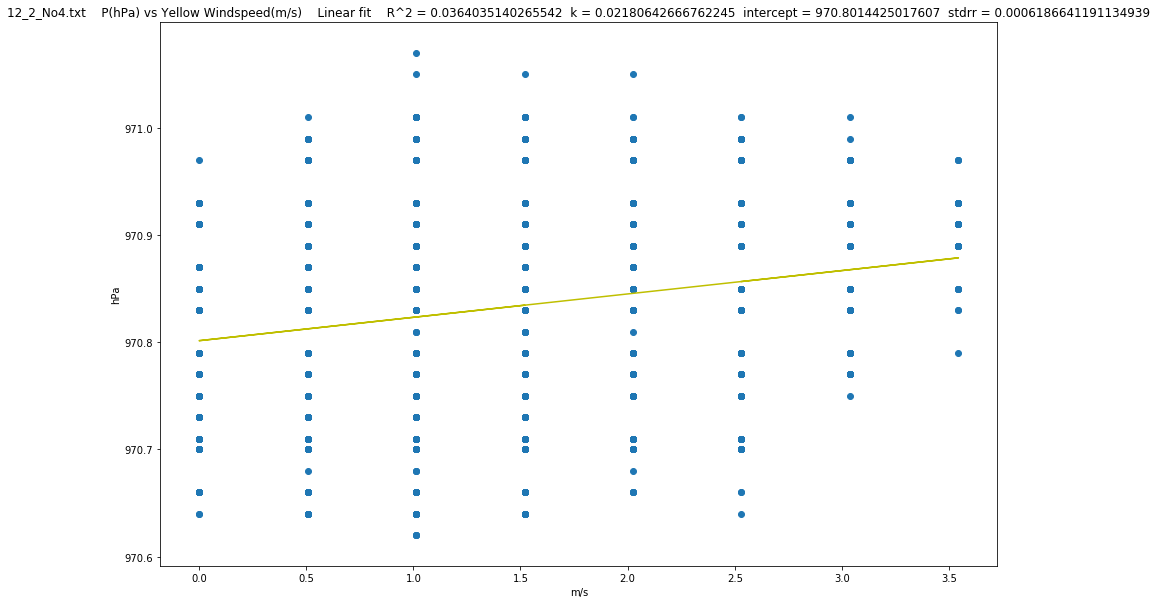 12_2_No4.txt    P(hPa) vs Yellow Windspeed(m/s)    Linear fit    R^2 = 0.0364035140265542  k = 0.02180642666762245  intercept = 970.8014425017607  stdrr = 0.0006186641191134939
971.0
970.9
970.8
970.7
970.6
hPa
0.0 0.5 1.0 1.5 2.0 2.5 3.0 3.5
m/s